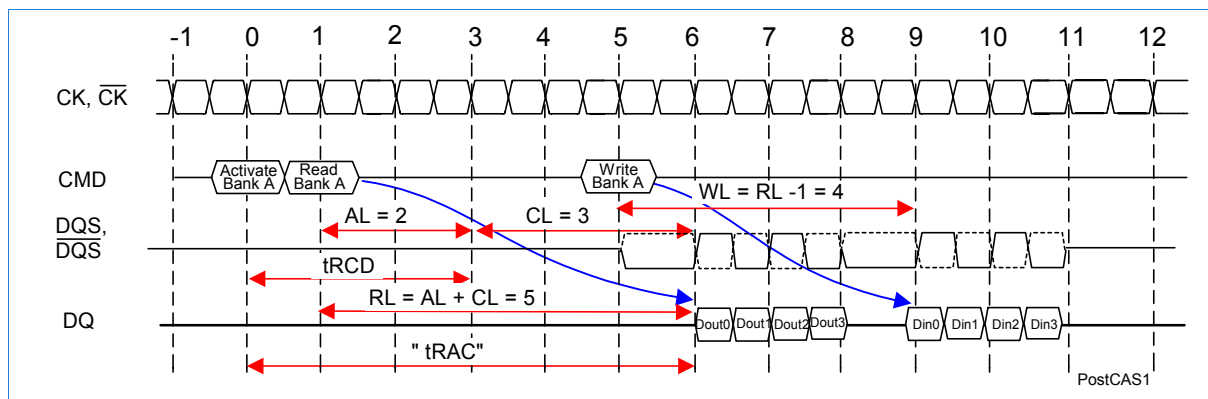 -1 0 1 2 3 4 5 6 7 8 9 10 11 12
CK, CK
CMD
Activate Bank A
Read Bank A
Write Bank A
WL = RL -1 = 4
AL = 2
CL = 3
DQS,
DQS
tRCD
RL = AL + CL = 5
DQ
Dout0 Dout1 Dout2 Dout3
Din0 Din1 Din2 Din3
" tRAC"
PostCAS1